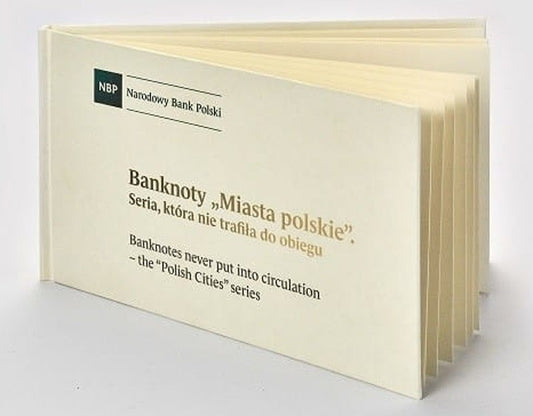 NBP
Narodowy Bank Polski
Banknoty „Miasta polskie”.
Seria, która nie trafiła do obiegu
Banknotes never put into circulation
– the “Polish Cities” series